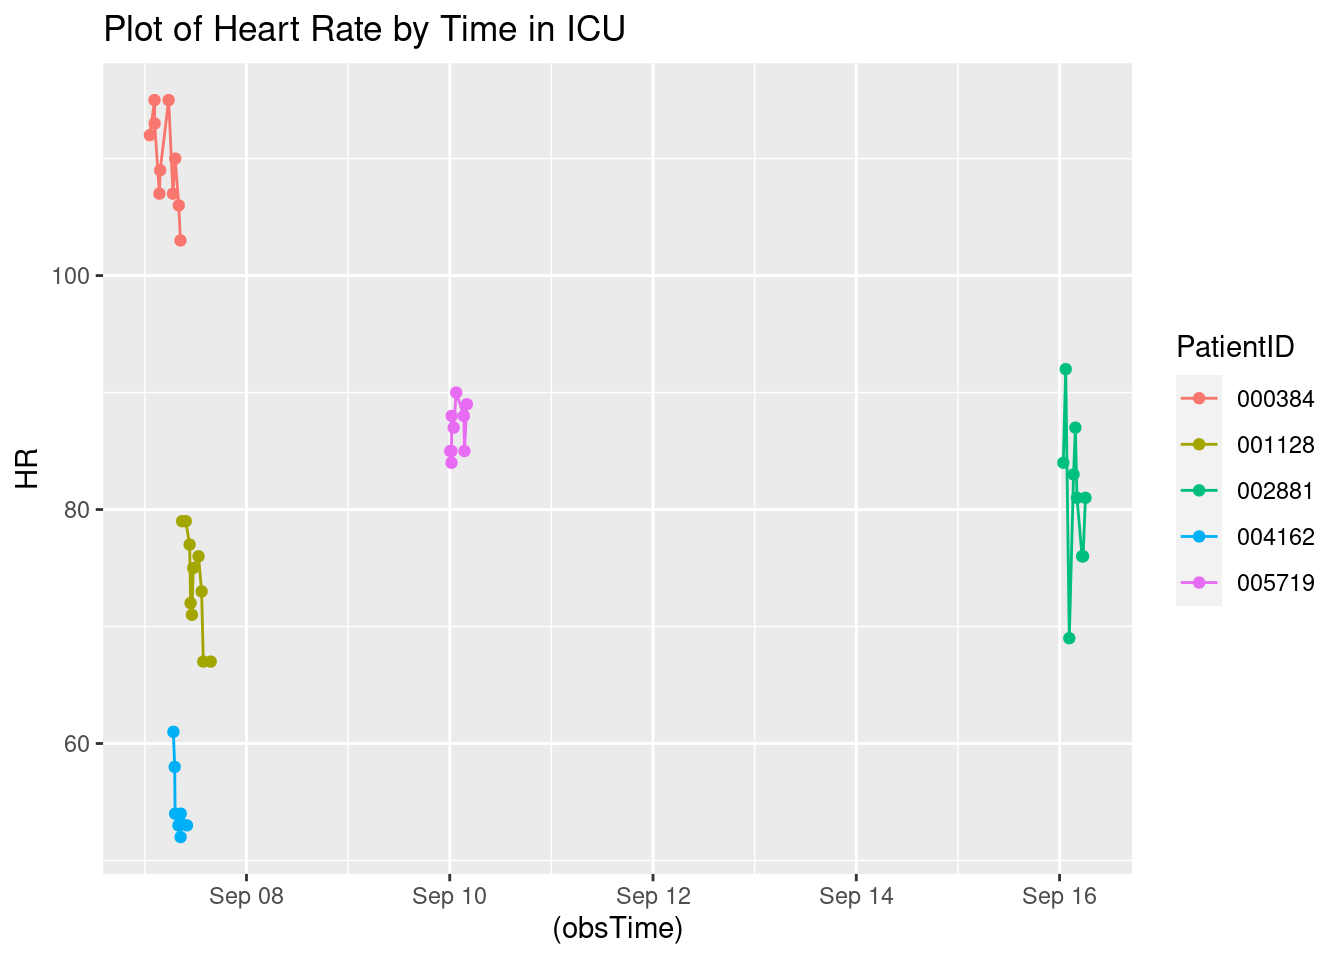 Plot of Heart Rate by Time in ICU
HR
100
80
60
Sep 08 Sep 10 Sep 12 Sep 14 Sep 16
(obsTime)
PatientID
000384
001128
002881
004162
005719